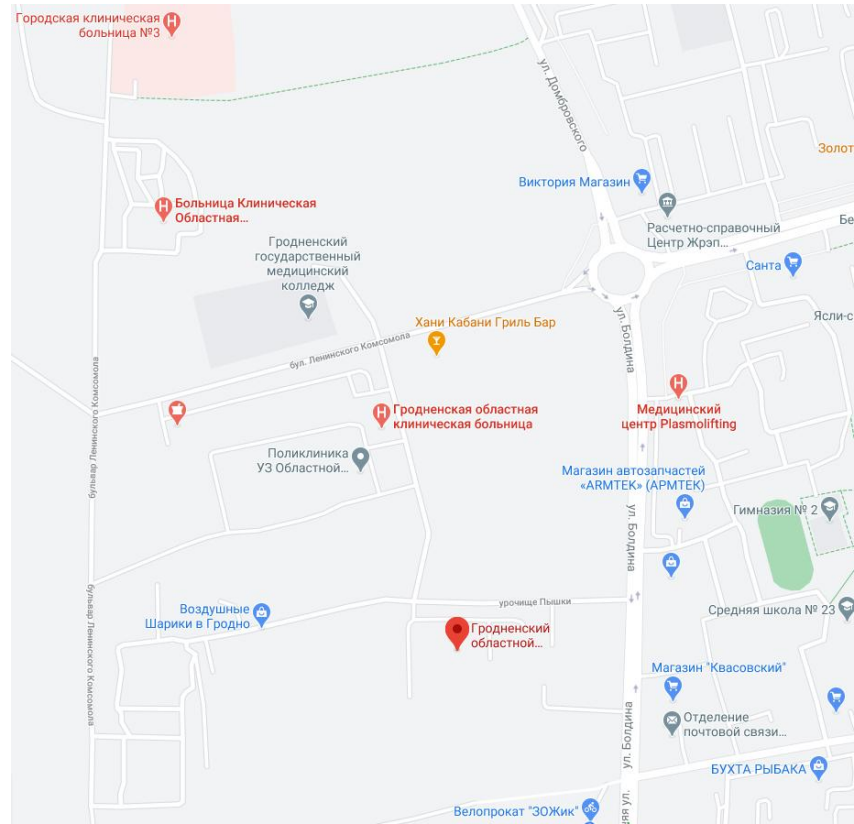 Городская клиническая
больница №3
ул. Домбровского
Золот
Виктория Магазин
Больница Клиническая
Областная...
Расчетно-справочный
Центр Жрэп...
Бе
Гродненский
государственный
медицинский
колледж
Санта
Ясли-с
Хани Кабани Гриль Бар
ул. Болдина
бул. Ленинского Комсомола
бульвар Ленинского Комсомола
Гродненская областная
клиническая больница
Медицинский
центр Plasmolifting
Поликлиника
УЗ Областной...
Магазин автозапчастей
«ARMTEK» (АРМТЕК)
Гимназия № 2
ул. Болдина
бульвар Ленинского Комсомола
Воздушные
Шарики в Гродно
урочище Пышки
Средняя школа № 23
Гродненский
областной...
Магазин "Квасовский"
Отделение
почтовой связи...
ул. Болдина
БУХТА РЫБАКА
Велопрокат "ЗОЖик"
яя ул.